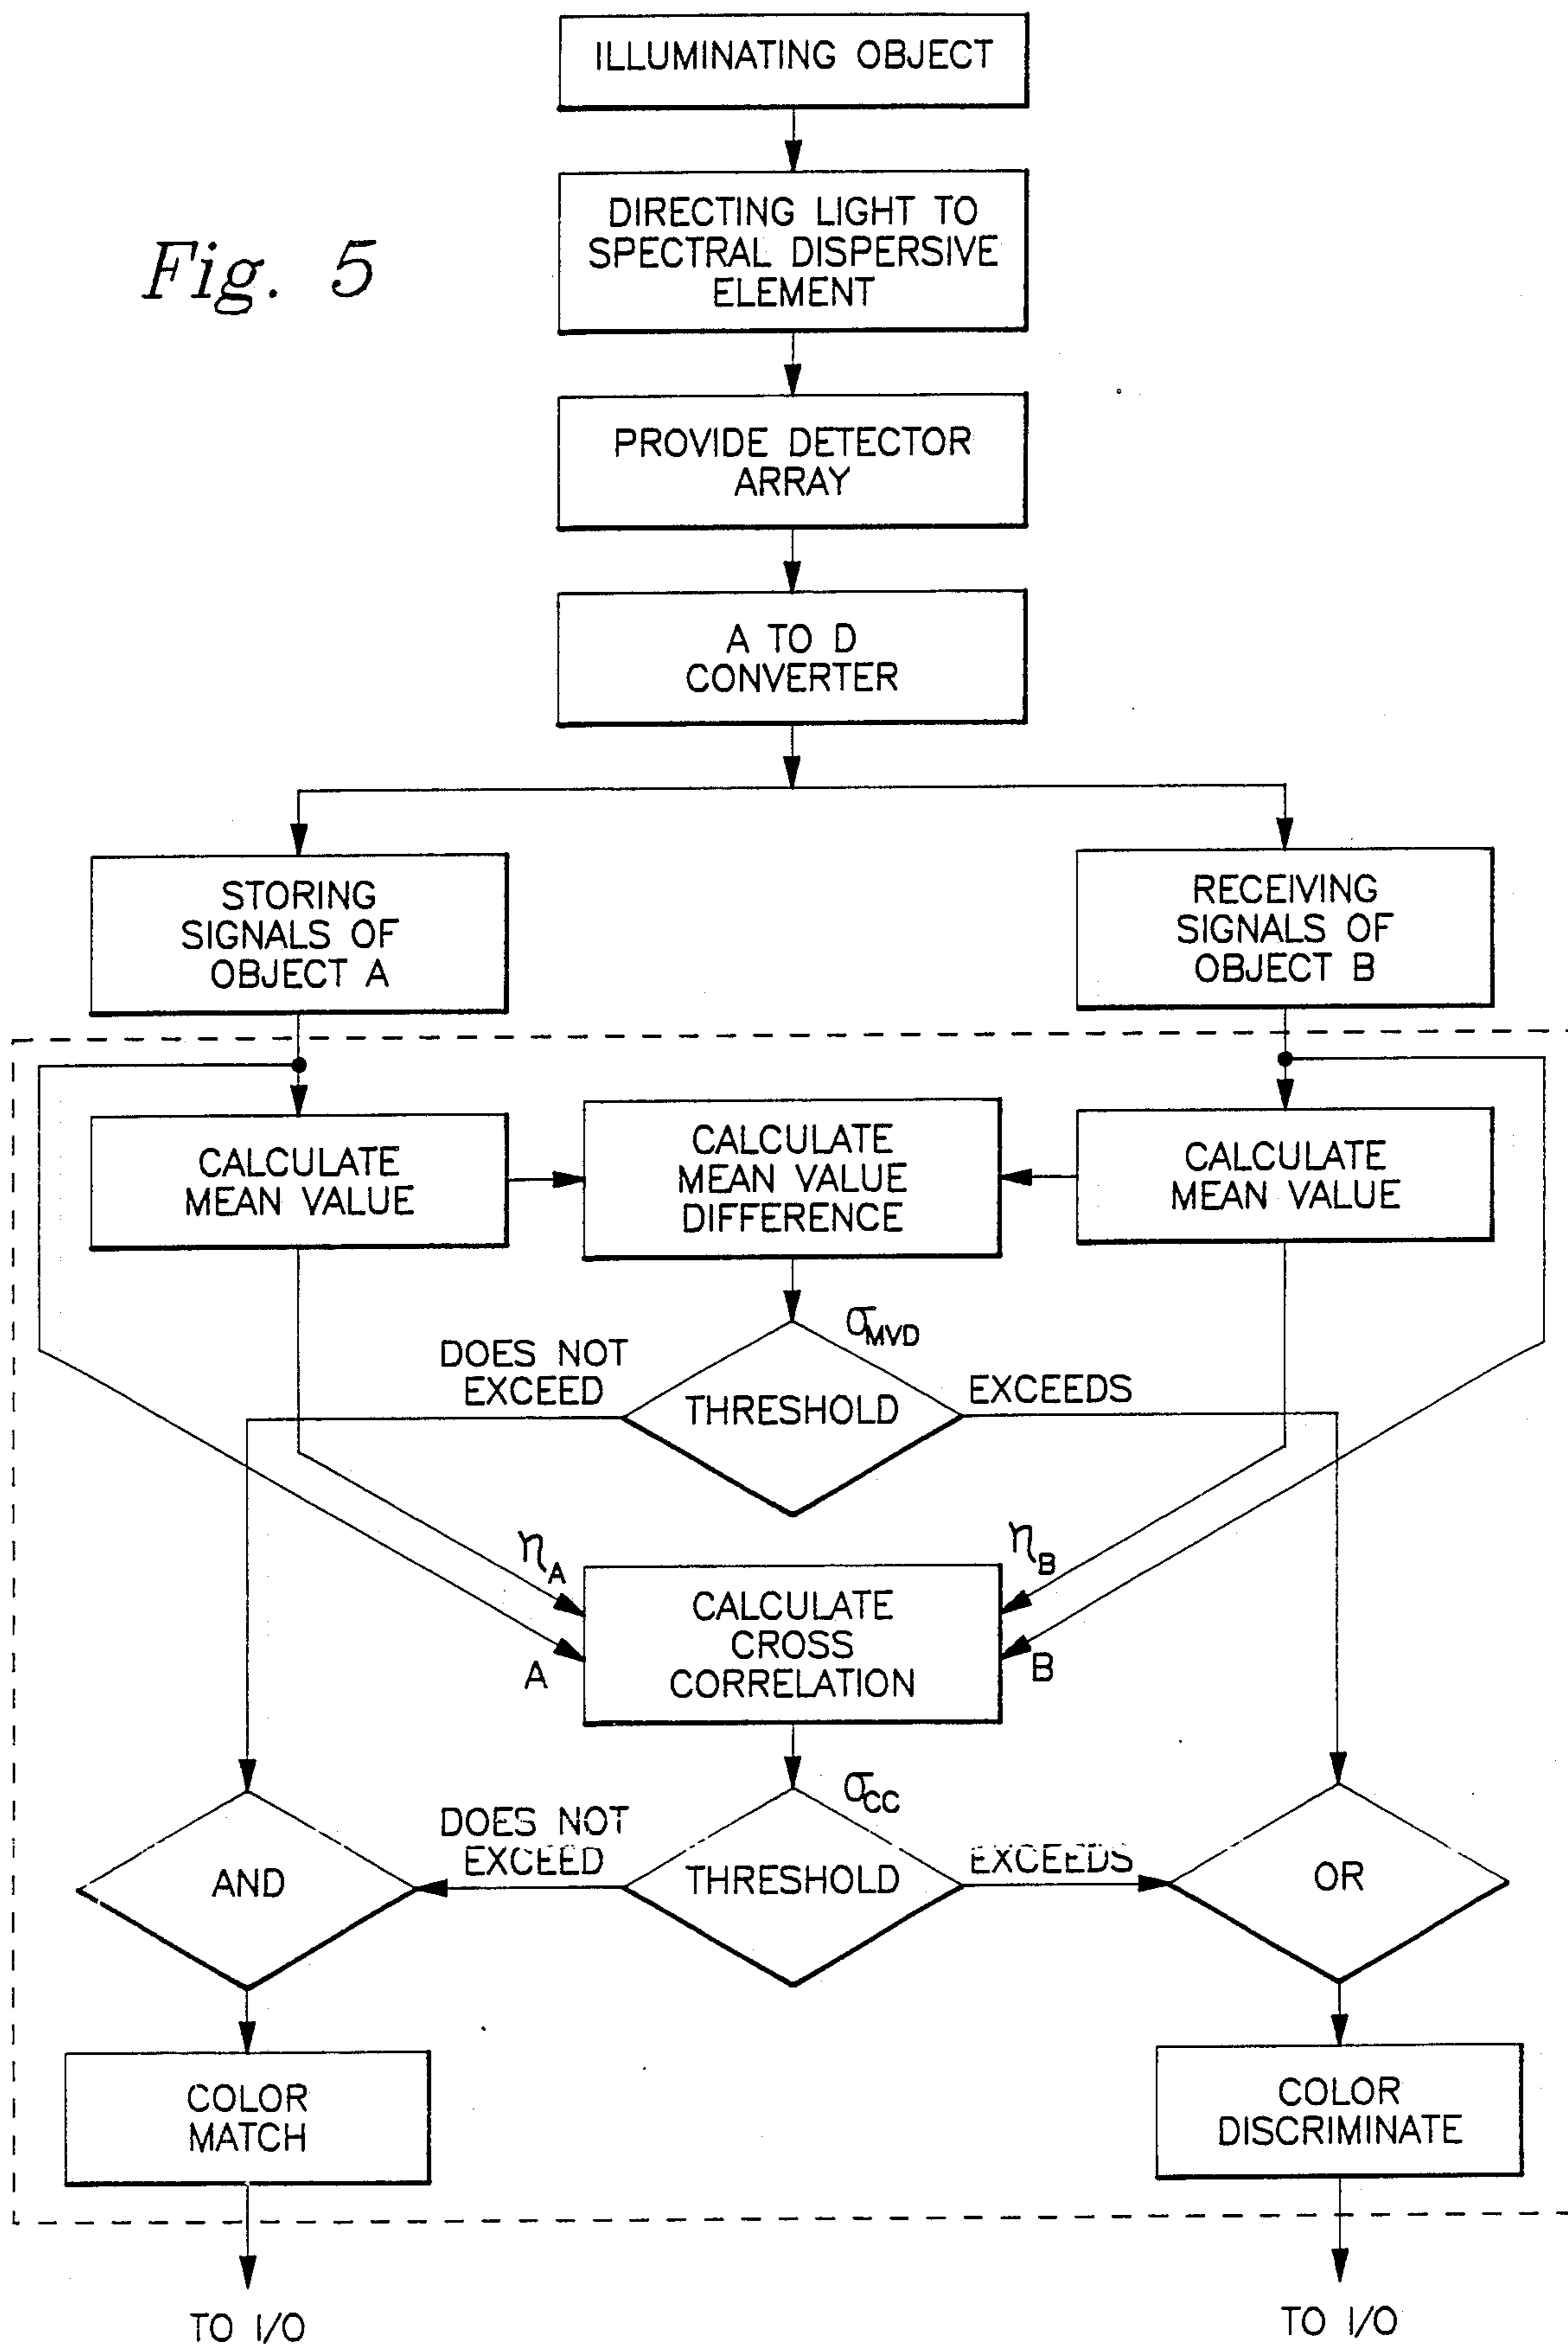 ILLUMINATING OBJECT
DIRECTING LIGHT TO
SPECTRAL DISPERSIVE
ELEMENT
Fig. 5
PROVIDE DETECTOR
ARRAY
A TO D
CONVERTER
STORING
SIGNALS OF
OBJECT A
RECEIVING
SIGNALS OF
OBJECT B
CALCULATE
MEAN VALUE
CALCULATE
MEAN VALUE
DIFFERENCE
CALCULATE
MEAN VALUE
σMVD
DOES NOT
EXCEED
THRESHOLD
EXCEEDS
ηA
ηB
CALCULATE
CROSS
CORRELATION
A
B
σCC
DOES NOT
EXCEED
THRESHOLD
EXCEEDS
AND
OR
COLOR
MATCH
COLOR
DISCRIMINATE
TO I/O
TO I/O